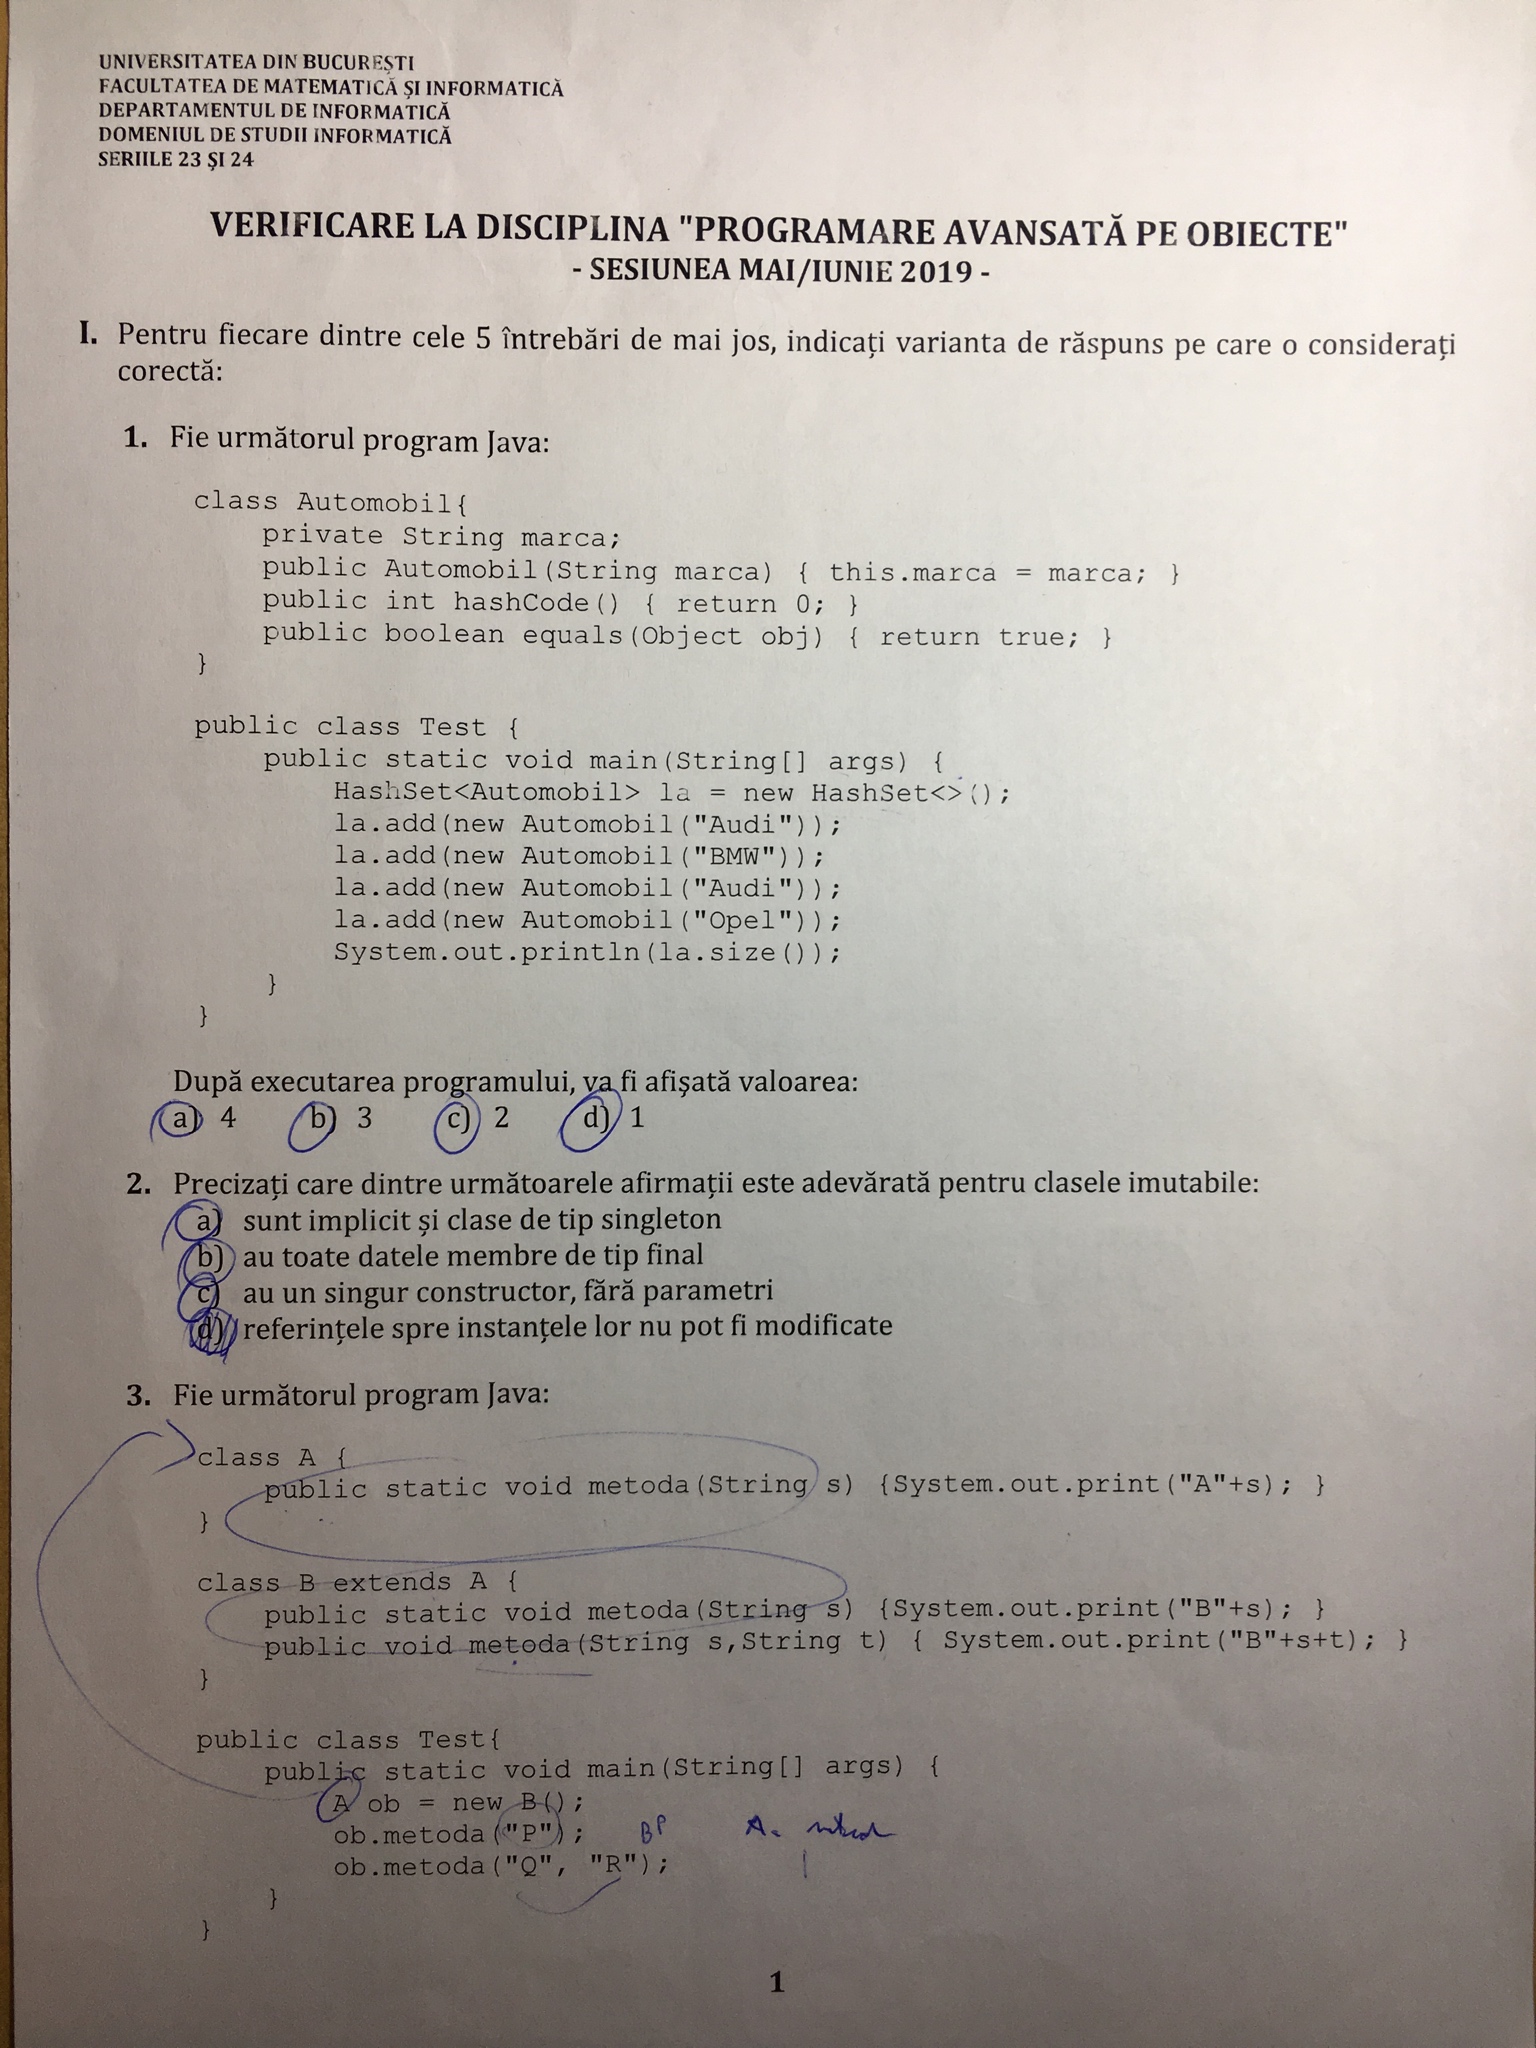 UNIVERSITATEA DIN BUCUREȘTI
FACULTATEA DE MATEMATICĂ ȘI INFORMATICĂ
DEPARTAMENTUL DE INFORMATICĂ
DOMENIUL DE STUDII INFORMATICĂ
SERIILE 23 ȘI 24
VERIFICARE LA DISCIPLINA "PROGRAMARE AVANSATĂ PE OBIECTE"
- SESIUNEA MAI/IUNIE 2019 -
I. Pentru fiecare dintre cele 5 întrebări de mai jos, indicați varianta de răspuns pe care o considerați
corectă:
1. Fie următorul program Java:
class Automobil{
private String marca;
public Automobil(String marca) { this.marca = marca; }
public int hashCode() { return 0; }
public boolean equals(Object obj) { return true; }
}
public class Test {
public static void main(String[] args) {
HashSet<Automobil> la = new HashSet<>();
la.add(new Automobil("Audi"));
la.add(new Automobil("BMW"));
la.add(new Automobil("Audi"));
la.add(new Automobil("Opel"));
System.out.println(la.size());
}
}
După executarea programului, va fi afișată valoarea:
a) 4 b) 3 c) 2 d) 1
2. Precizați care dintre următoarele afirmații este adevărată pentru clasele imutabile:
a) sunt implicit și clase de tip singleton
b) au toate datele membre de tip final
c) au un singur constructor, fără parametri
d) referințele spre instanțele lor nu pot fi modificate
3. Fie următorul program Java:
class A {
public static void metoda(String s) {System.out.print("A"+s); }
}
class B extends A {
public static void metoda(String s) {System.out.print("B"+s); }
public void metoda(String s,String t) { System.out.print("B"+s+t); }
}
public class Test{
public static void main(String[] args) {
A ob = new B();
ob.metoda("P"); BP A.
ob.metoda("Q", "R");
}
}
1